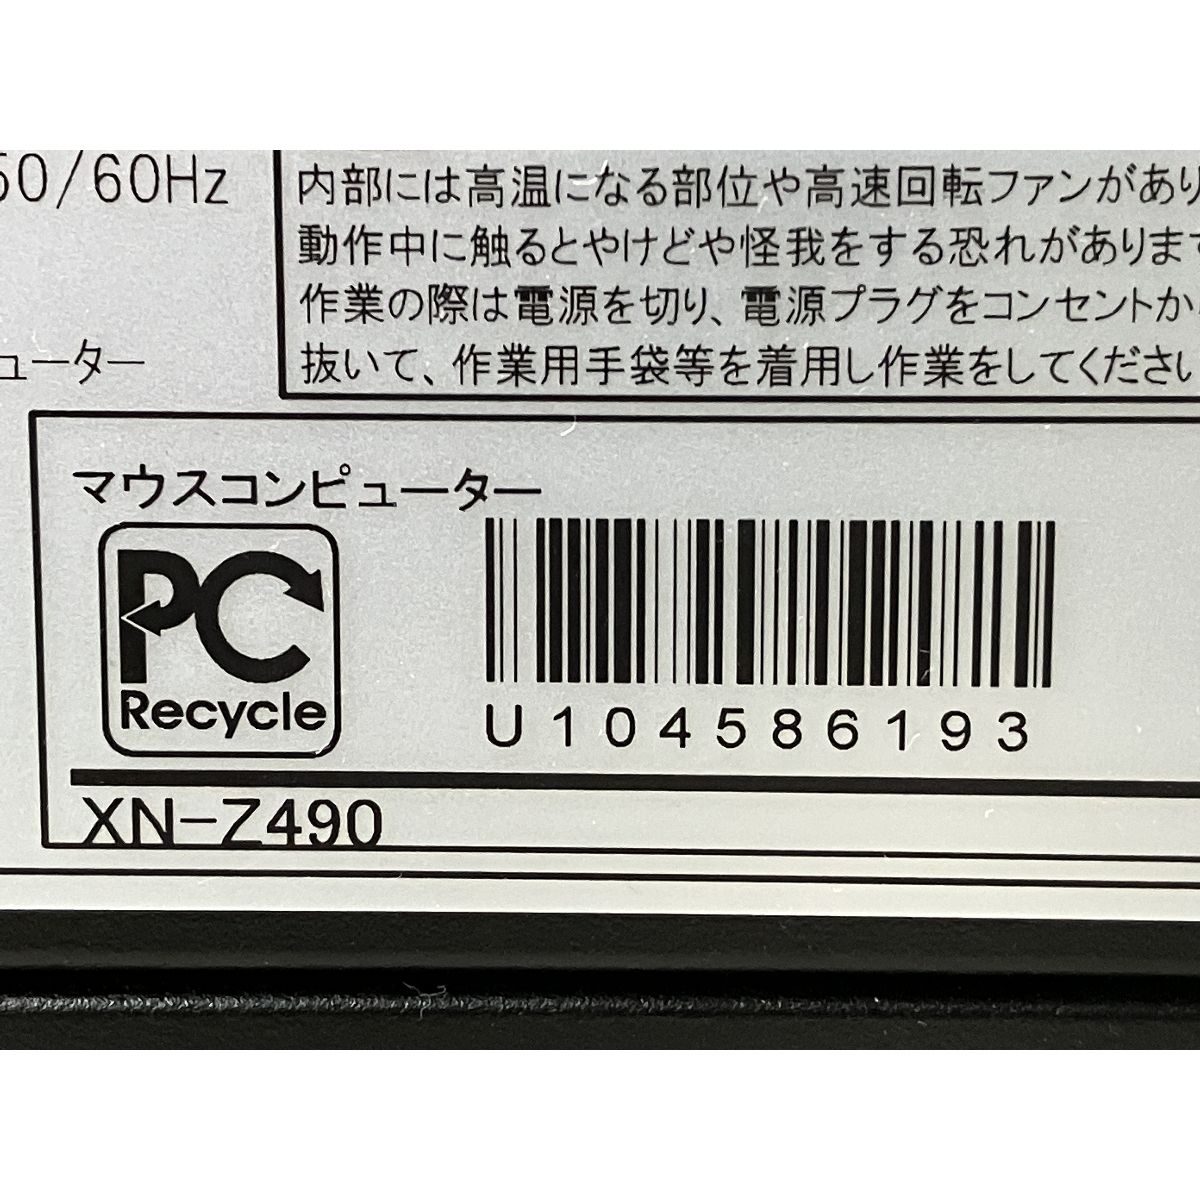 50/60Hz
内部には高温になる部位や高速回転ファンがあり
動作中に触るとやけどや怪我をする恐れがあります
作業の際は電源を切り、電源プラグをコンセントか
抜いて、作業用手袋等を着用し作業をしてください
ューター
マウスコンピューター
PC
Recycle
U104586193
XN-Z490